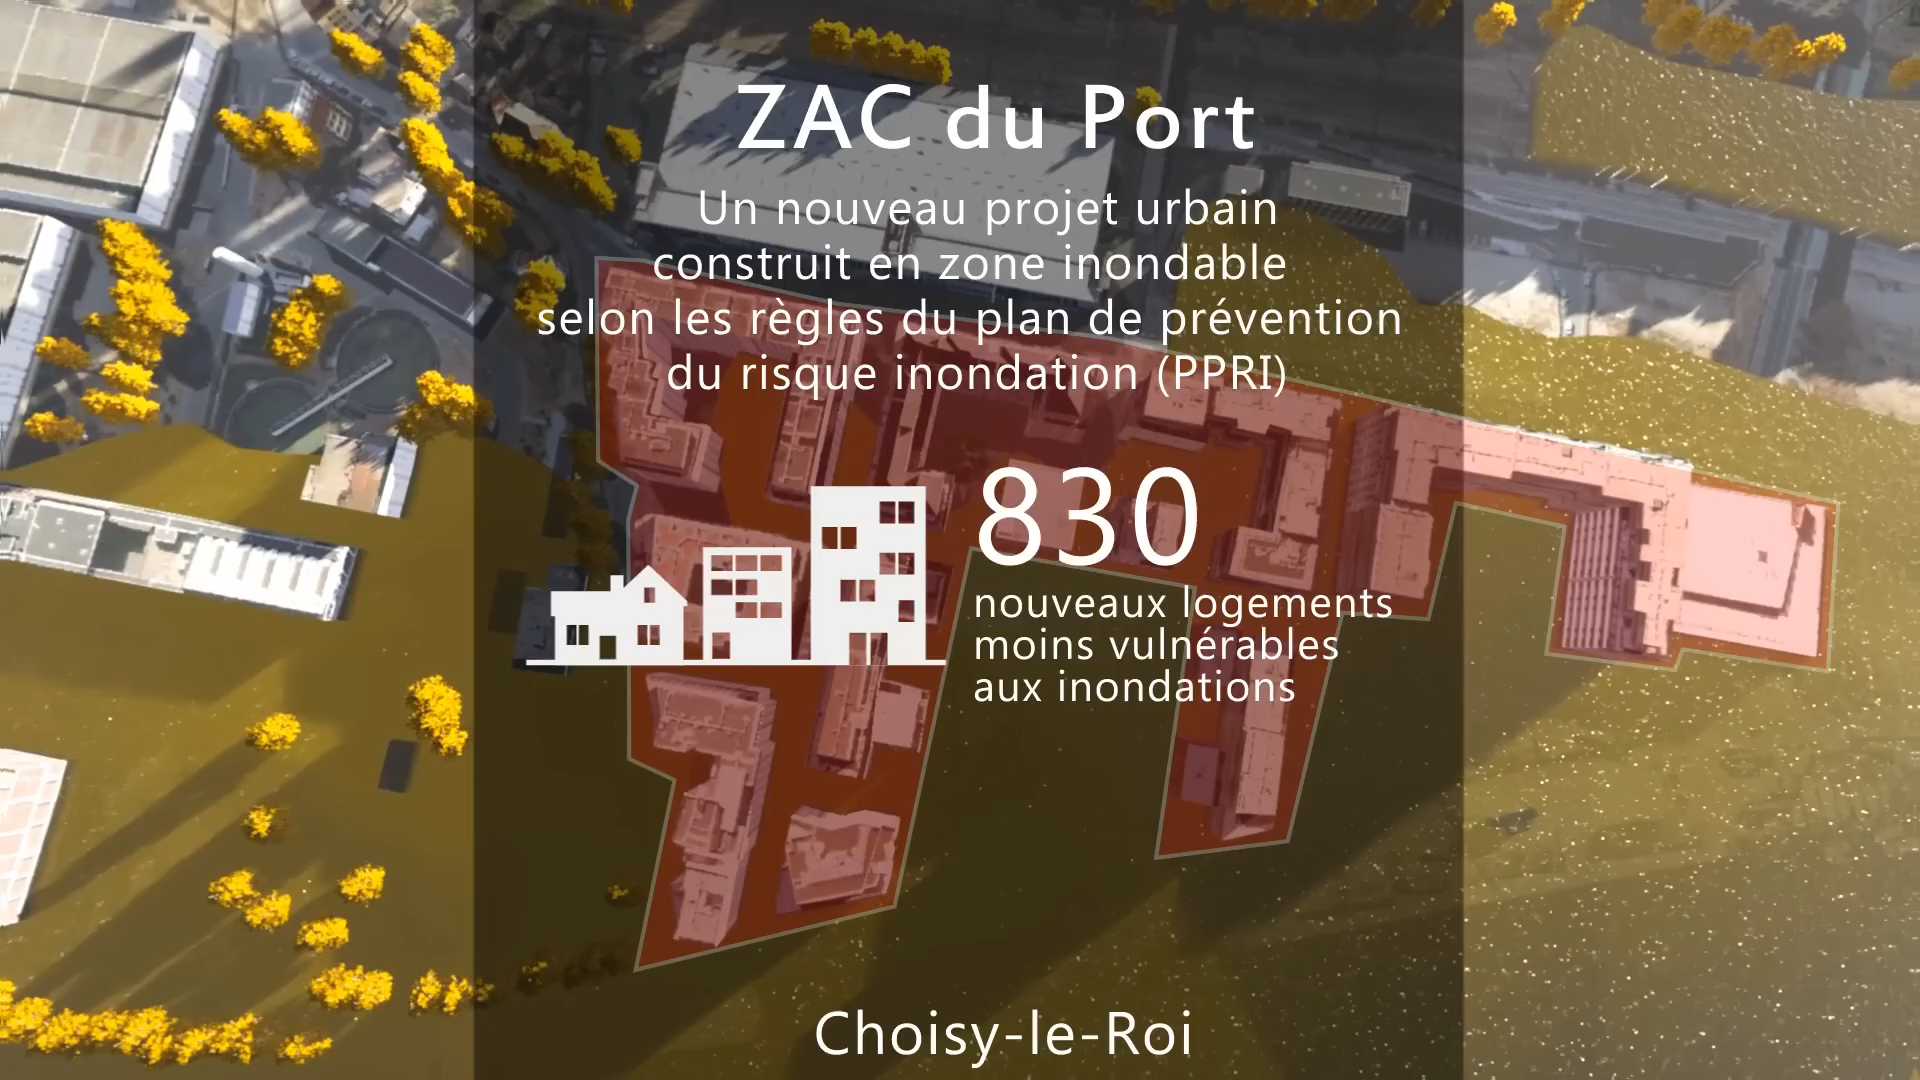 ZAC du Port
Un nouveau projet urbain
construit en zone inondable
selon les règles du plan de prévention
du risque inondation (PPRI)
830
nouveaux logements
moins vulnérables
aux inondations
Choisy-le-Roi